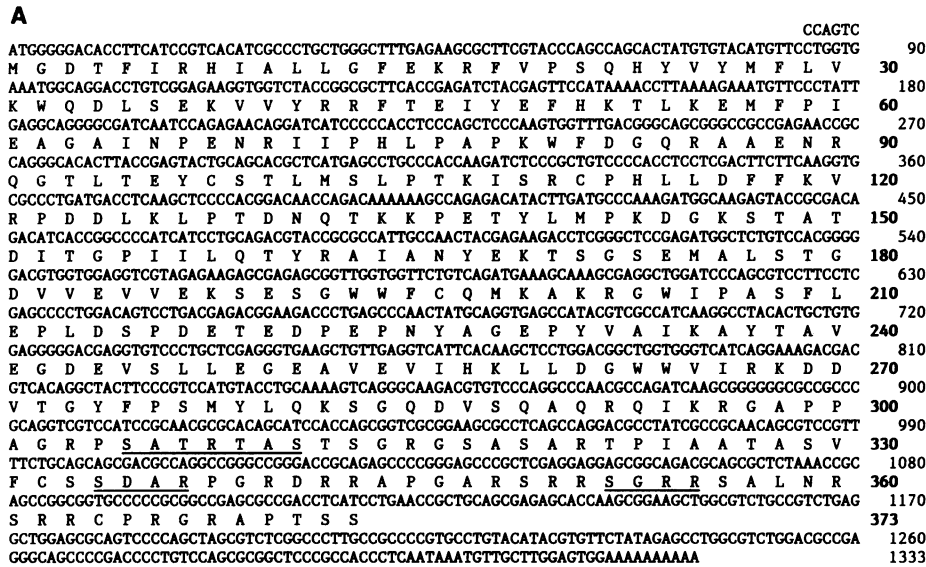 A
CCAGTC
ATGGGGGACACCTTCATCCGTCACATCGCCCTGCTGGGCTTTGAGAAGCGCTTCGTACCCAGCCAGCACTATGTGTACATGTTCCTGGTG 90
M G D T F I R H I A L L G F E K R F V P S Q H Y V Y M F L V 30
AAATGGCAGGACCTGTCGGAGAAGGTGGTCTACCGGCGCTTCACCGAGATCTACGAGTTCCATAAAACCTTAAAAGAAATGTTCCCTATT 180
K W Q D L S E K V V Y R R F T E I Y E F H K T L K E M F P I 60
GAGGCAGGGGCGATCAATCCAGAGAACAGGATCATCCCCCACCTCCCAGCTCCCAAGTGGTTTGACGGGCAGCGGGCCGCCGAGAACCGC 270
E A G A I N P E N R I I P H L P A P K W F D G Q R A A E N R 90
CAGGGCACACTTACCGAGTACTGCAGCACGCTCATGAGCCTGCCCACCAAGATCTCCCGCTGTCCCCACCTCCTCGACTTCTTCAAGGTG 360
Q G T L T E Y C S T L M S L P T K I S R C P H L L D F F K V 120
CGCCCTGATGACCTCAAGCTCCCCACGGACAACCAGACAAAAAAGCCAGAGACATACTTGATGCCCAAAGATGGCAAGAGTACCGCGACA 450
R P D D L K L P T D N Q T K K P E T Y L M P K D G K S T A T 150
GACATCACCGGCCCCATCATCCTGCAGACGTACCGCGCCATTGCCAACTACGAGAAGACCTCGGGCTCCGAGATGGCTCTGTCCACGGGG 540
D I T G P I I L Q T Y R A I A N Y E K T S G S E M A L S T G 180
GACGTGGTGGAGGTCGTAGAGAAGAGCGAGAGCGGTTGGTGGTTCTGTCAGATGAAAGCAAAGCGAGGCTGGATCCCAGCGTCCTTCCTC 630
D V V E V V E K S E S G W W F C Q M K A K R G W I P A S F L 210
GAGCCCCTGGACAGTCCTGACGAGACGGAAGACCCTGAGCCCAACTATGCAGGTGAGCCATACGTCGCCATCAAGGCCTACACTGCTGTG 720
E P L D S P D E T E D P E P N Y A G E P Y V A I K A Y T A V 240
GAGGGGGACGAGGTGTCCCTGCTCGAGGGTGAAGCTGTTGAGGTCATTCACAAGCTCCTGGACGGCTGGTGGGTCATCAGGAAAGACGAC 810
E G D E V S L L E G E A V E V I H K L L D G W W V I R K D D 270
GTCACAGGCTACTTCCCGTCCATGTACCTGCAAAAGTCAGGGCAAGACGTGTCCCAGGCCCAACGCCAGATCAAGCGGGGGGCGCCGCCC 900
V T G Y F P S M Y L Q K S G Q D V S Q A Q R Q I K R G A P P 300
GCAGGTCGTCCATCCGCAACGCGCACAGCATCCACCAGCGGTCGCGGAAGCGCCTCAGCCAGGACGCCTATCGCCGCAACAGCGTCCGTT 990
A G R P S A T R T A S T S G R G S A S A R T P I A A T A S V 330
TTCTGCAGCAGCGACGCCAGGCCGGGCCGGGACCGCAGAGCCCCGGGAGCCCGCTCGAGGAGGAGCGGCAGACGCAGCGCTCTAAACCGC 1080
F C S S D A R P G R D R R A P G A R S R R S G R R S A L N R 360
AGCCGGCGGTGCCCCCGCGGCCGAGCGCCGACCTCATCCTGAACCGCTGCAGCGAGAGCACCAAGCGGAAGCTGGCGTCTGCCGTCTGAG 1170
S R R C P R G R A P T S S 373
GCTGGAGCGCAGTCCCCAGCTAGCGTCTCGGCCCTTGCCGCCCCGTGCCTGTACATACGTGTTCTATAGAGCCTGGCGTCTGGACGCCGA 1260
GGGCAGCCCCGACCCCTGTCCAGCGCGGCTCCCGCCACCCTCAATAAATGTTGCTTGGAGTGGAAAAAAAAAA 1333